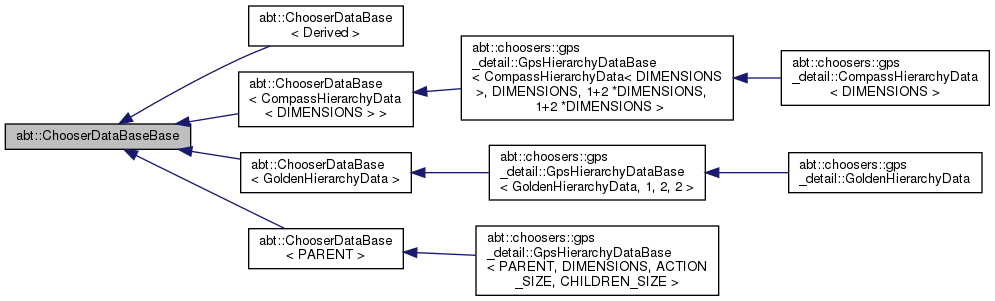 abt::ChooserDataBaseBase
abt::ChooserDataBase
< Derived >
abt::ChooserDataBase
< CompassHierarchyData
< DIMENSIONS > >
abt::choosers::gps
_detail::GpsHierarchyDataBase
< CompassHierarchyData< DIMENSIONS
>, DIMENSIONS, 1+2 *DIMENSIONS,
1+2 *DIMENSIONS >
abt::choosers::gps
_detail::CompassHierarchyData
< DIMENSIONS >
abt::ChooserDataBase
< GoldenHierarchyData >
abt::choosers::gps
_detail::GpsHierarchyDataBase
< GoldenHierarchyData, 1, 2, 2 >
abt::choosers::gps
_detail::GoldenHierarchyData
abt::ChooserDataBase
< PARENT >
abt::choosers::gps
_detail::GpsHierarchyDataBase
< PARENT, DIMENSIONS, ACTION
_SIZE, CHILDREN_SIZE >